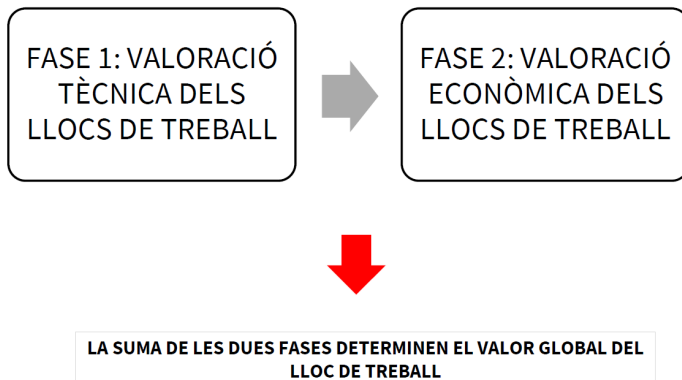 FASE 1: VALORACIÓ
TÈCNICA DELS
LLOCS DE TREBALL
FASE 2: VALORACIÓ
ECONÒMICA DELS
LLOCS DE TREBALL
LA SUMA DE LES DUES FASES DETERMINEN EL VALOR GLOBAL DEL
LLOC DE TREBALL